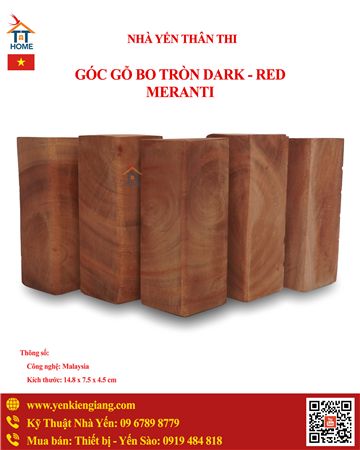 TT
HOME
NHÀ YẾN THÂN THI
GÓC GỖ BO TRÒN DARK - RED
MERANTI
Thông số:
Công nghệ: Malaysia
Kích thước: 14.8 x 7.5 x 4.5 cm
www.yenkiengiang.com
Kỹ Thuật Nhà Yến: 09 6789 8779
Mua bán: Thiết bị - Yến Sào: 0919 484 818